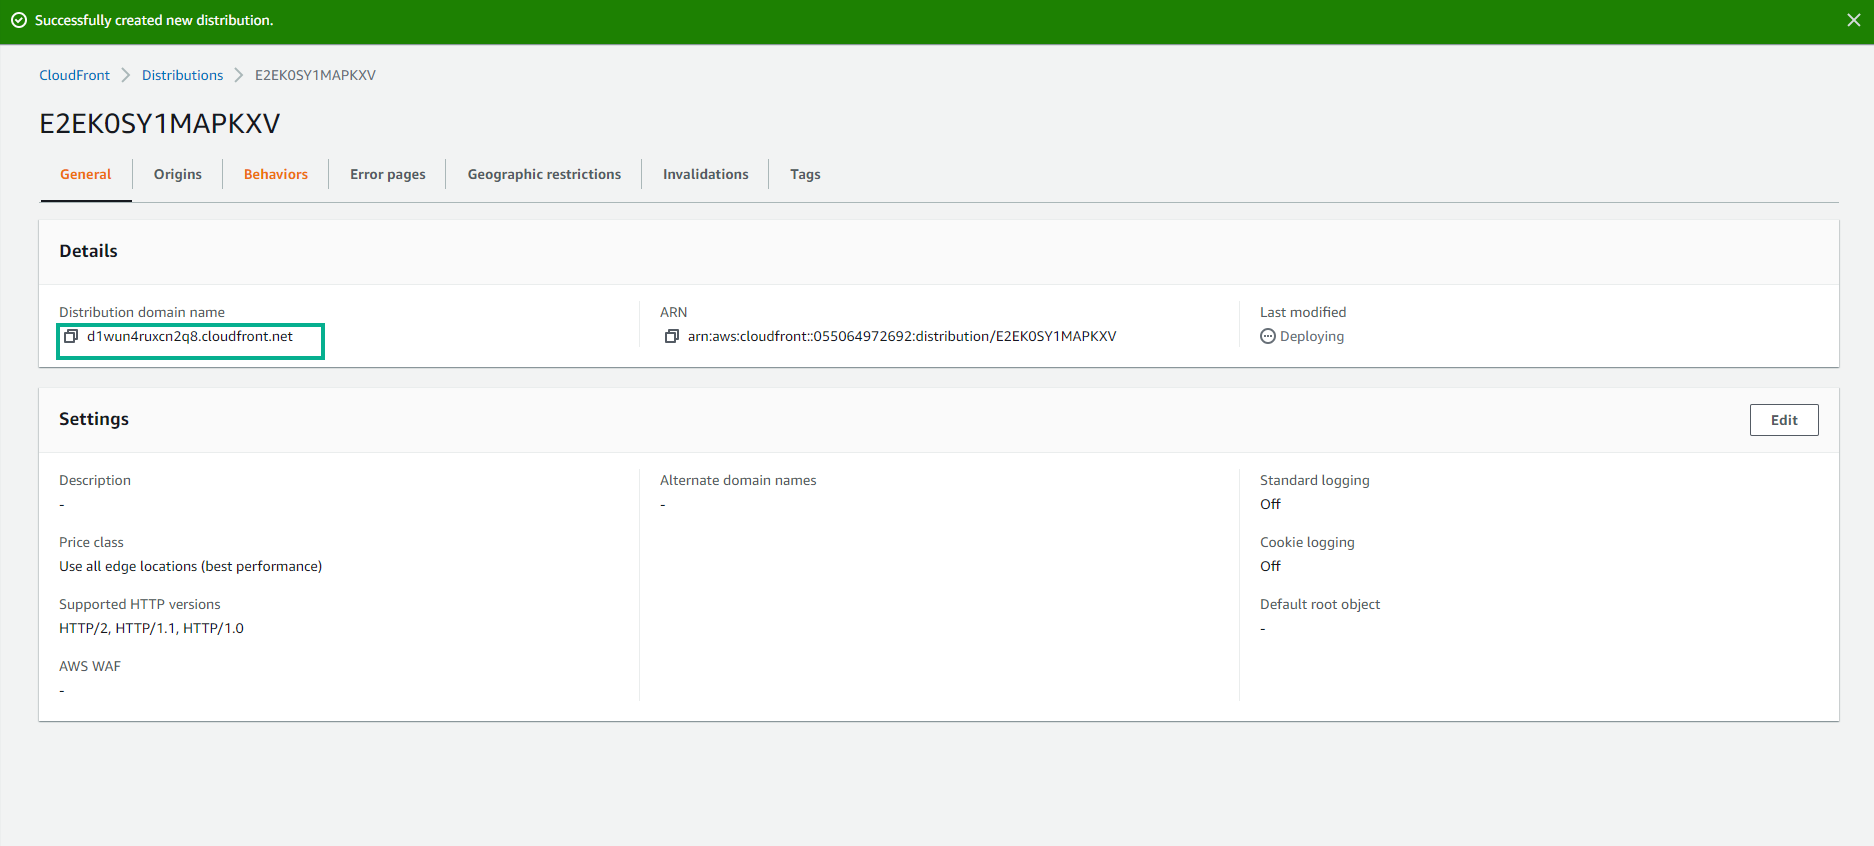 Successfully created new distribution.
CloudFront > Distributions > E2EK0SY1MAPKXV
E2EK0SY1MAPKXV
General Origins Behaviors Error pages Geographic restrictions Invalidations Tags
Details
Distribution domain name
d1wun4ruxcn2q8.cloudfront.net
ARN
arn:aws:cloudfront::055064972692:distribution/E2EK0SY1MAPKXV
Last modified
Deploying
Settings
Edit
Description
-
Price class
Use all edge locations (best performance)
Supported HTTP versions
HTTP/2, HTTP/1.1, HTTP/1.0
AWS WAF
-
Alternate domain names
-
Standard logging
Off
Cookie logging
Off
Default root object
-